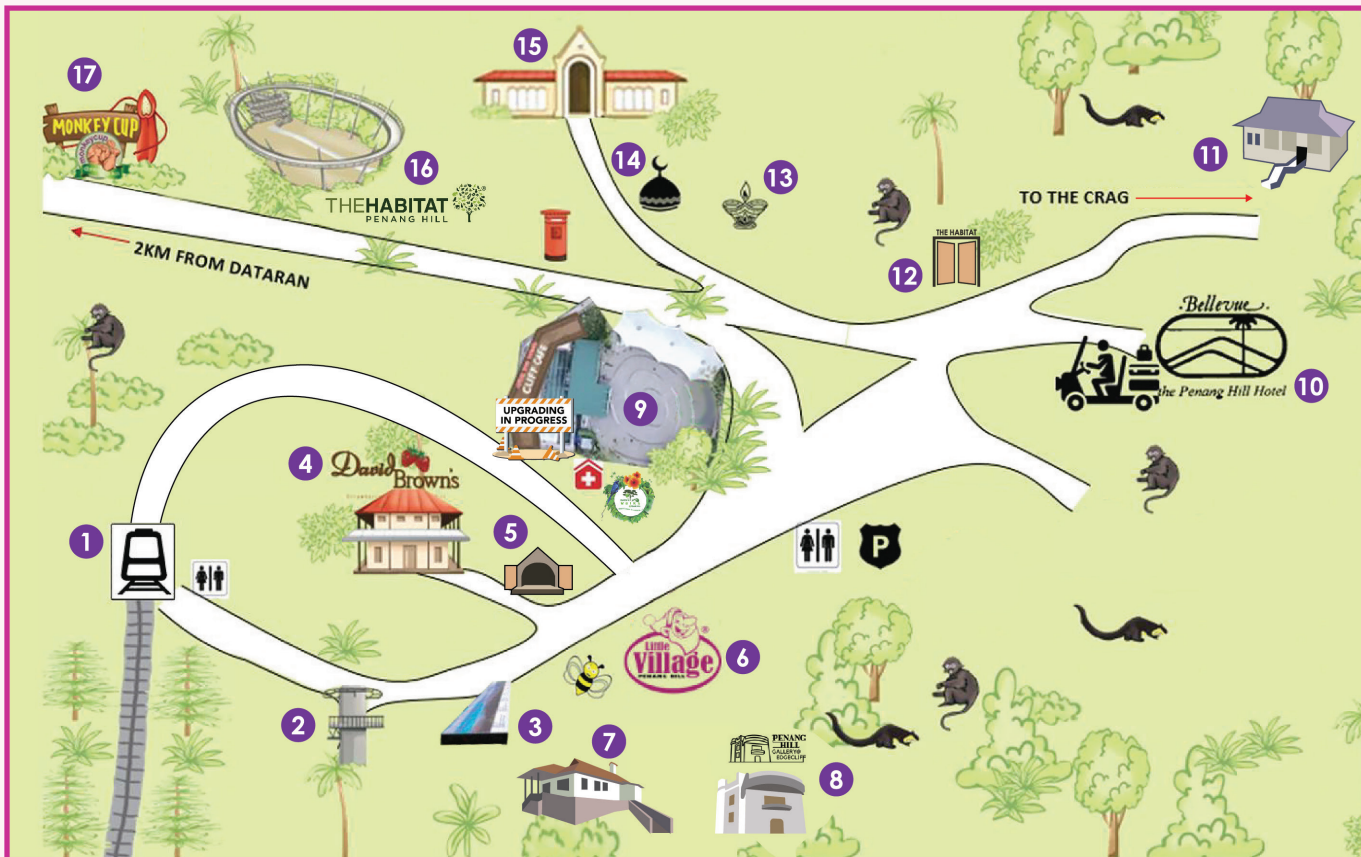 17
MONKEY CUP
monkeycup
15
16
THE HABITAT
PENANG HILL
14
13
11
TO THE CRAG
THE HABITAT
12
2KM FROM DATARAN
Bellevue
the Penang Hill Hotel
10
CLIFF CAFE
UPGRADING
IN PROGRESS
9
4
David
Brown's
5
1
P
Little
Village
PENANG HILL
®
6
2
3
7
PENANG
HILL
GALLERY@
EDGECLIFF
8